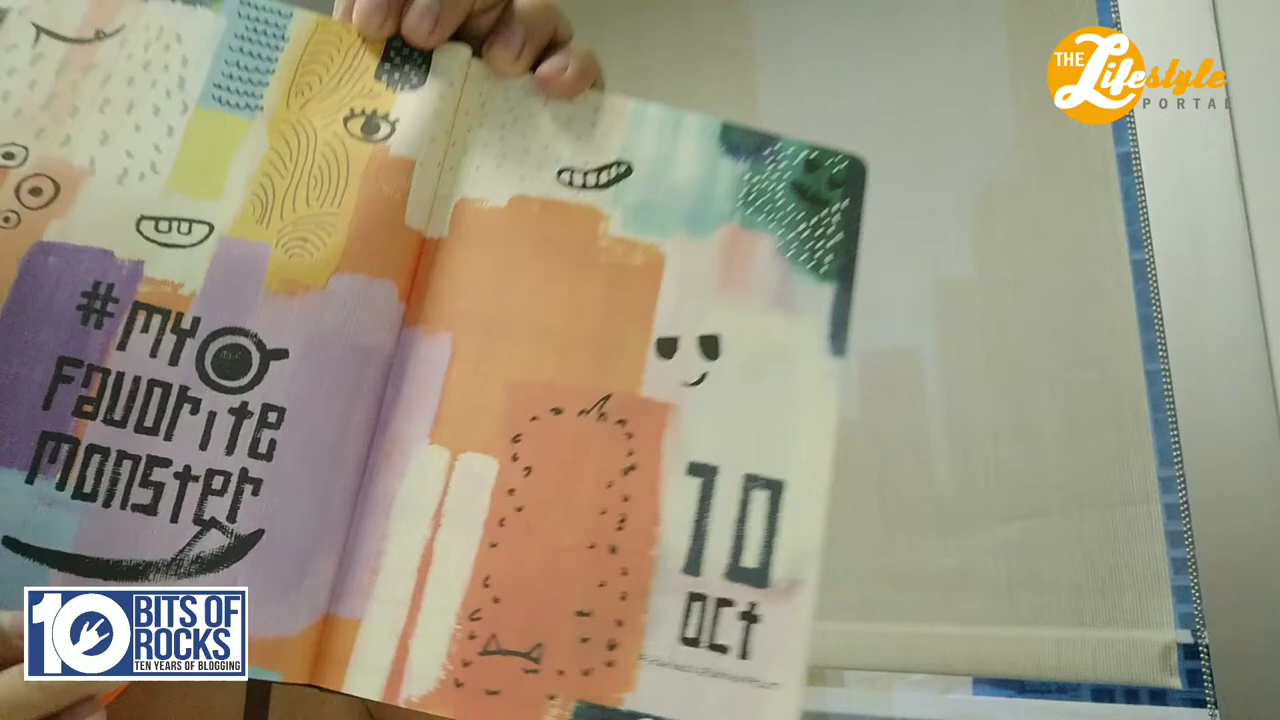 THE
Lifestyle
PORTAL
#MY
Favorite
monster
10
oct
10
BITS OF
ROCKS
TEN YEARS OF BLOGGING